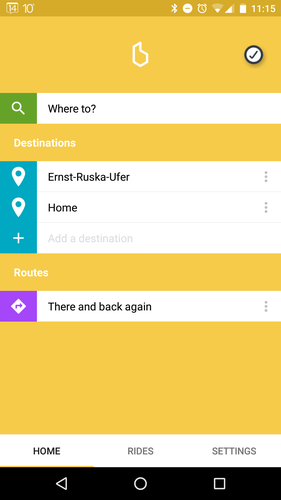 14 10° 11:15
Where to?
Destinations
Ernst-Ruska-Ufer
Home
Add a destination
Routes
There and back again
HOME RIDES SETTINGS